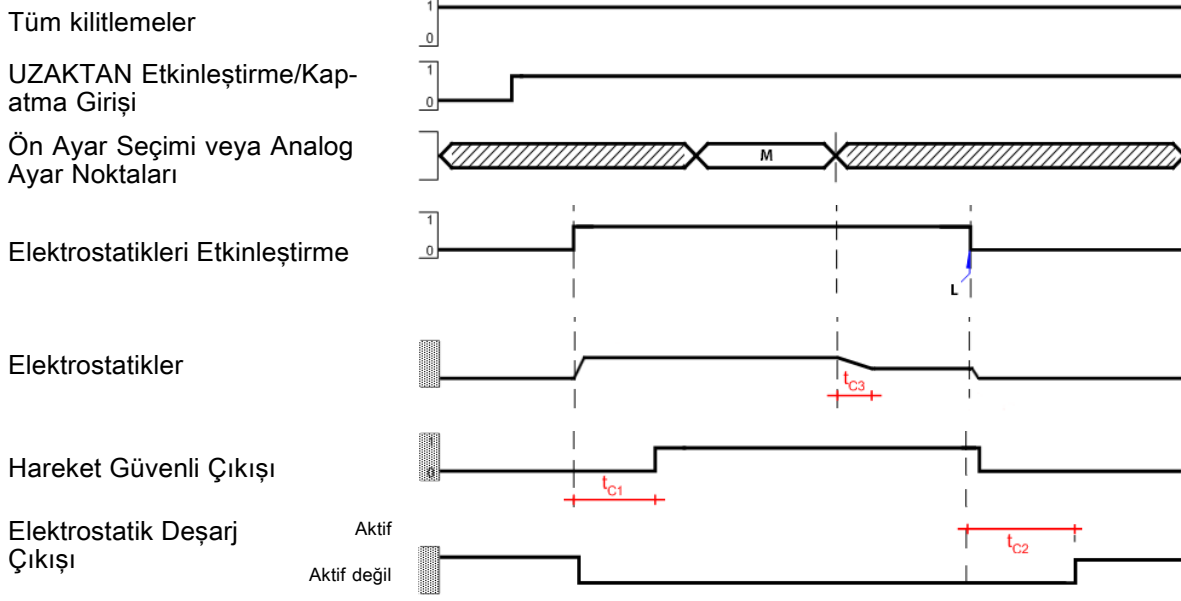 Tüm kilitlemeler
1
0
UZAKTAN Etkinleştirme/Kap-
atma Girişi
1
0
Ön Ayar Seçimi veya Analog
Ayar Noktaları
M
Elektrostatikleri Etkinleştirme
1
0
L
Elektrostatikler
tC3
Hareket Güvenli Çıkışı
1
0
tC1
Elektrostatik Deşarj
Çıkışı
Aktif
Aktif değil
tC2